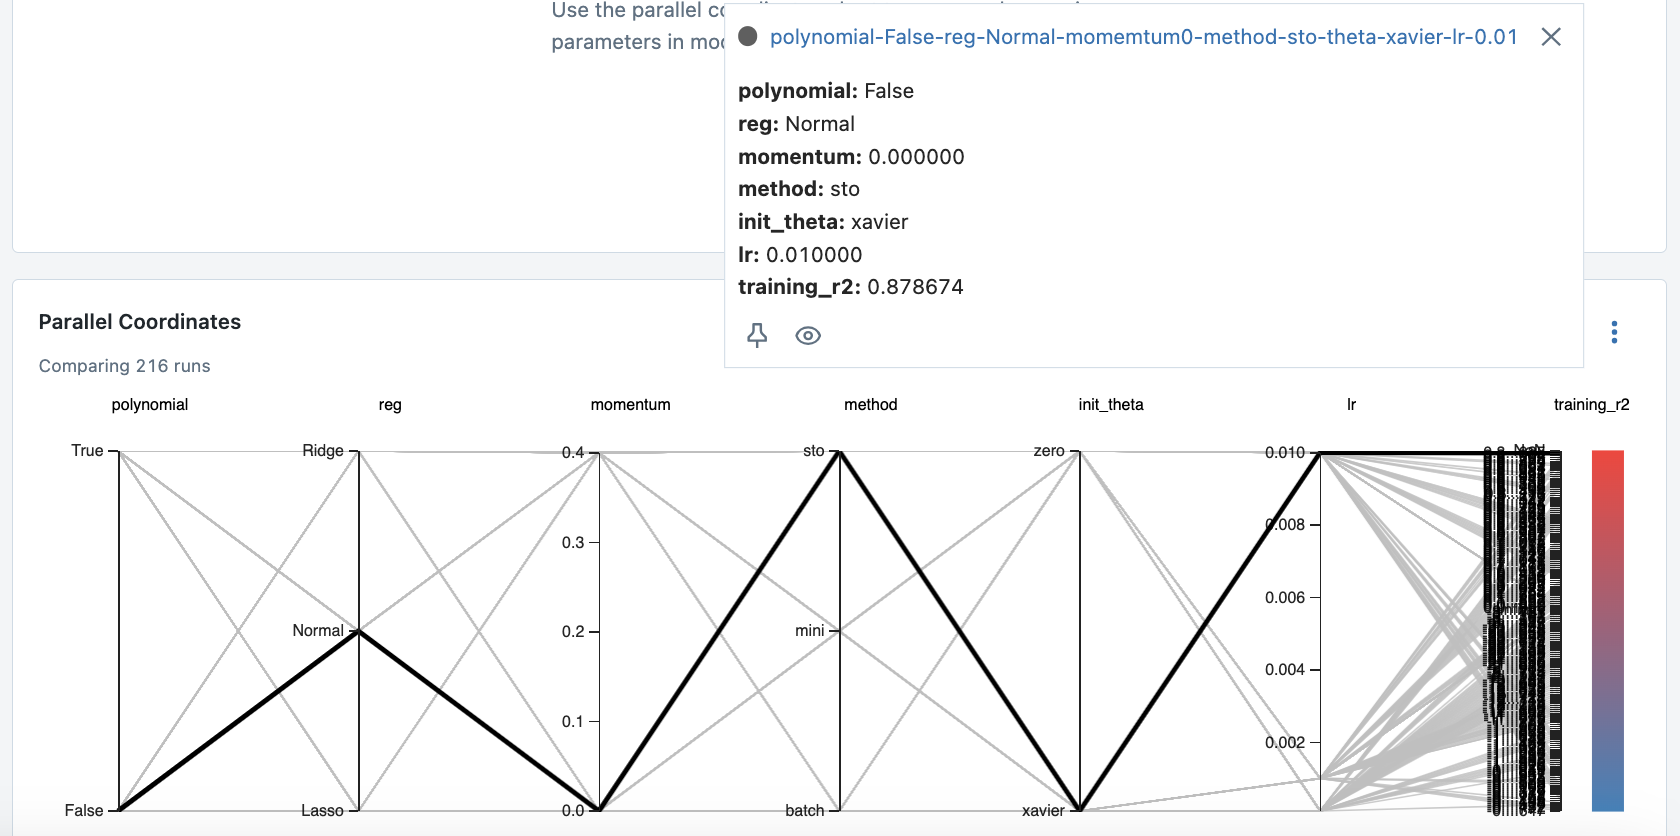 Use the parallel
parameters in
polynomial-False-reg-Normal-momemtum0-method-sto-theta-xavier-lr-0.01
polynomial: False
reg: Normal
momentum: 0.000000
method: sto
init_theta: xavier
lr: 0.010000
training_r2: 0.878674
Parallel Coordinates
Comparing 216 runs
polynomial reg momentum method init_theta lr training_r2
True Ridge 0.4 sto zero 0.010 NaN
0.008
0.3
0.006
Normal 0.2 mini
0.004
0.1
0.002
False Lasso 0.0 batch xavier